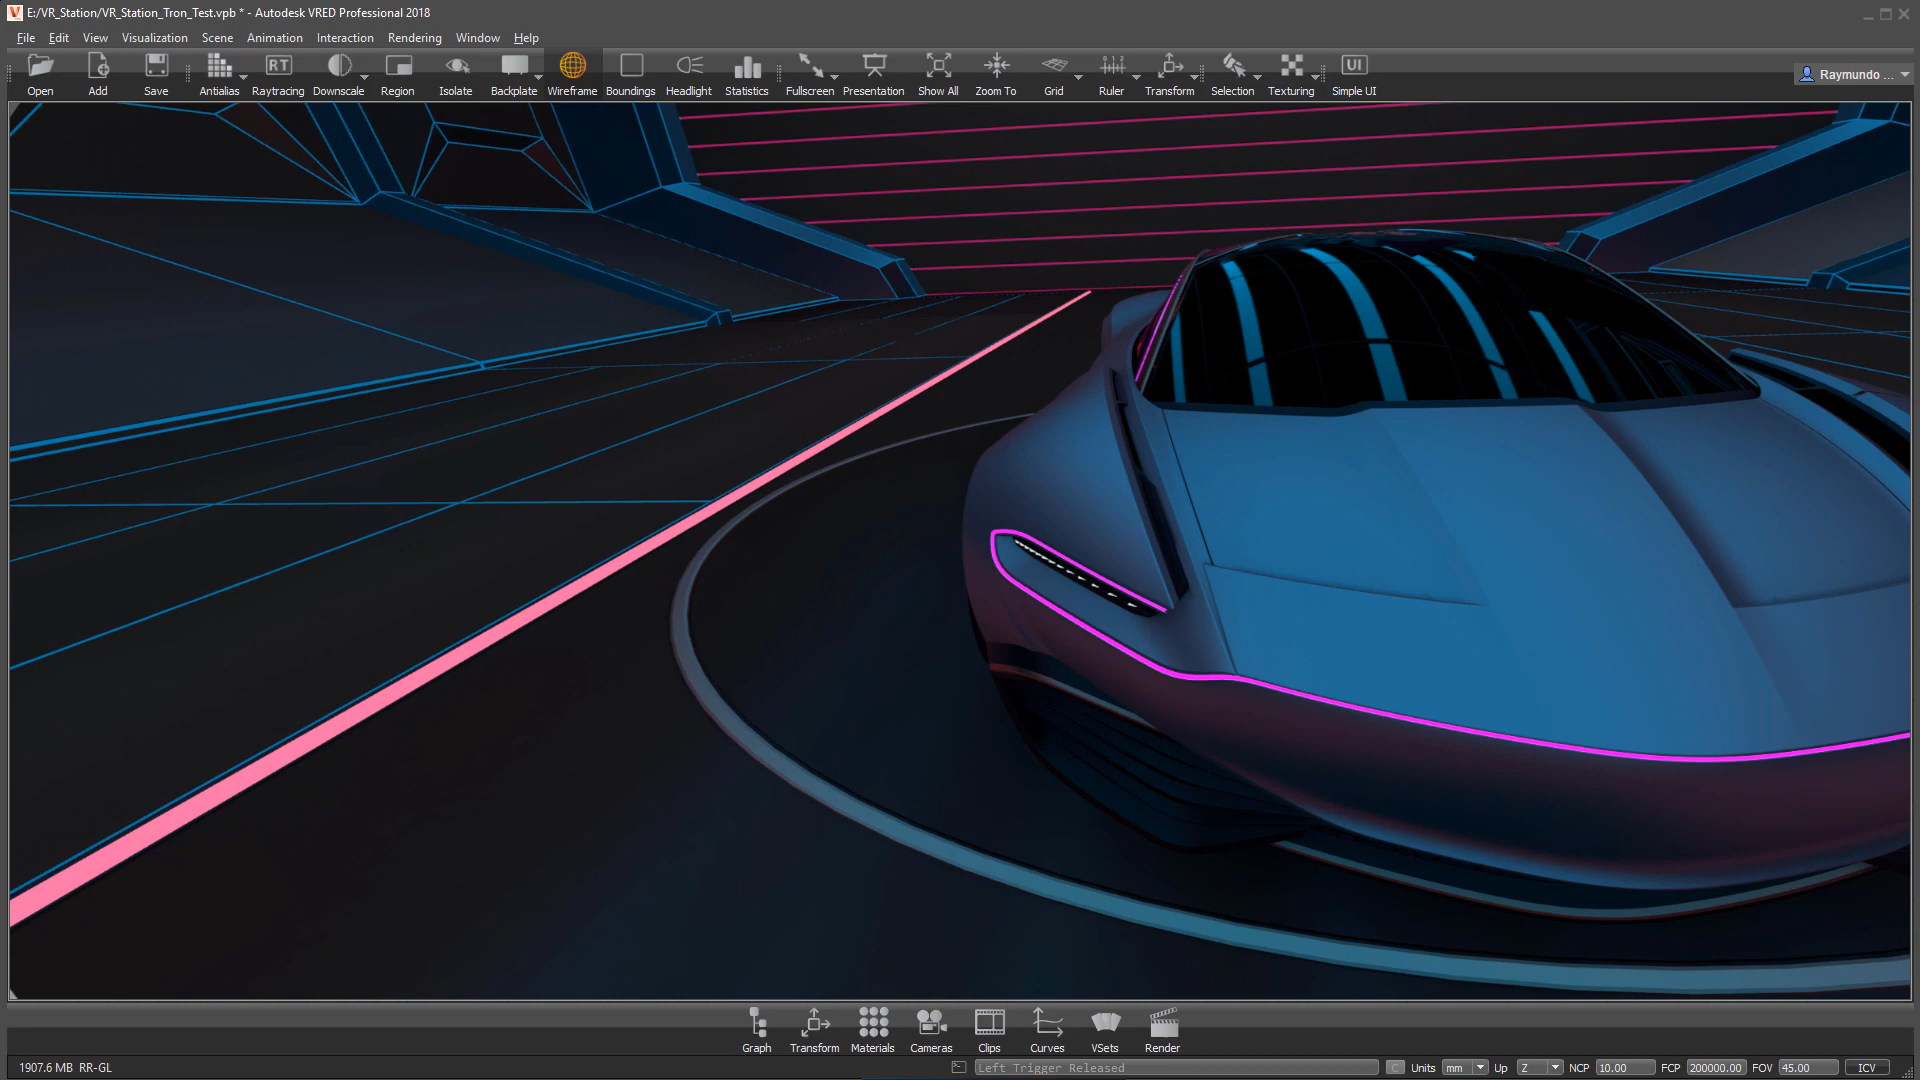 E:/VR_Station/VR_Station_Tron_Test.vpb * - Autodesk VRED Professional 2018
File Edit View Visualization Scene Animation Interaction Rendering Window Help
RT UI
Open Add Save Antialias Raytracing Downscale Region Isolate Backplate Wireframe Boundings Headlight Statistics Fullscreen Presentation Show All Zoom To Grid Ruler Transform Selection Texturing Simple UI
Raymundo ...
Graph Transform Materials Cameras Clips Curves VSets Render
1907.6 MB RR-GL Left Trigger Released C Units mm Up Z NCP 10.00 FCP 200000.00 FOV 45.00 ICV